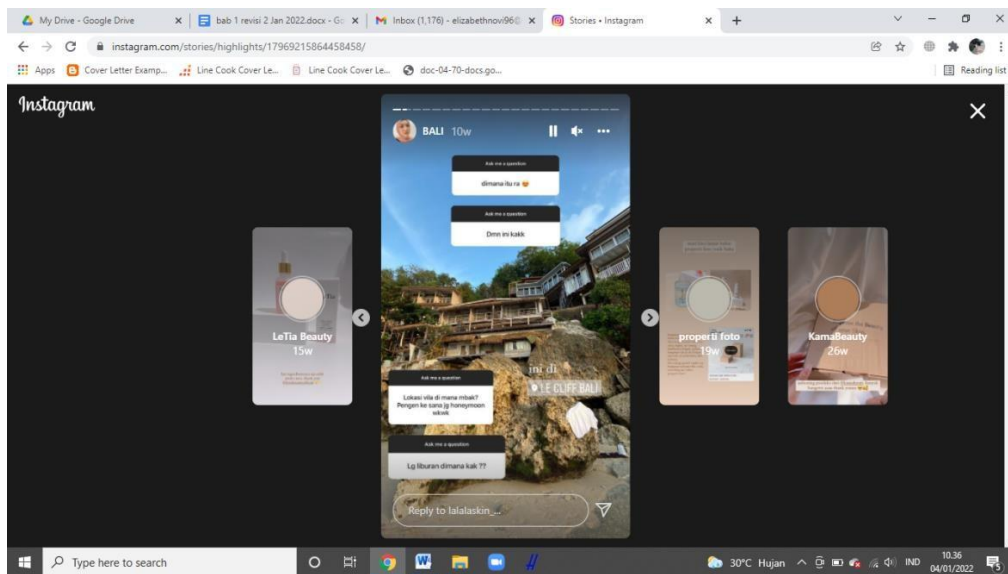 My Drive - Google Drive
bab 1 revisi 2 Jan 2022.docx - Go
Inbox (1,176) - elizabethnovi96@
Stories • Instagram
instagram.com/stories/highlights/17969215864458458/
Apps
Cover Letter Examp...
Line Cook Cover Le...
Line Cook Cover Le...
doc-04-70-docs.go...
Reading list
Instagram
BALI 10w
Ask me a question
dimana itu ra
Ask me a question
Dmn ini kakk
LeTia Beauty
15w
properti foto
19w
KamaBeauty
26w
ini di
LE CLIFF BALI
Ask me a question
Lokasi vila di mana mbak?
Pengen ke sana jg honeymoon
wkwk
Ask me a question
Lg liburan dimana kak ??
Reply to lalalaskin_...
Type here to search
30°C Hujan
IND
10.36
04/01/2022